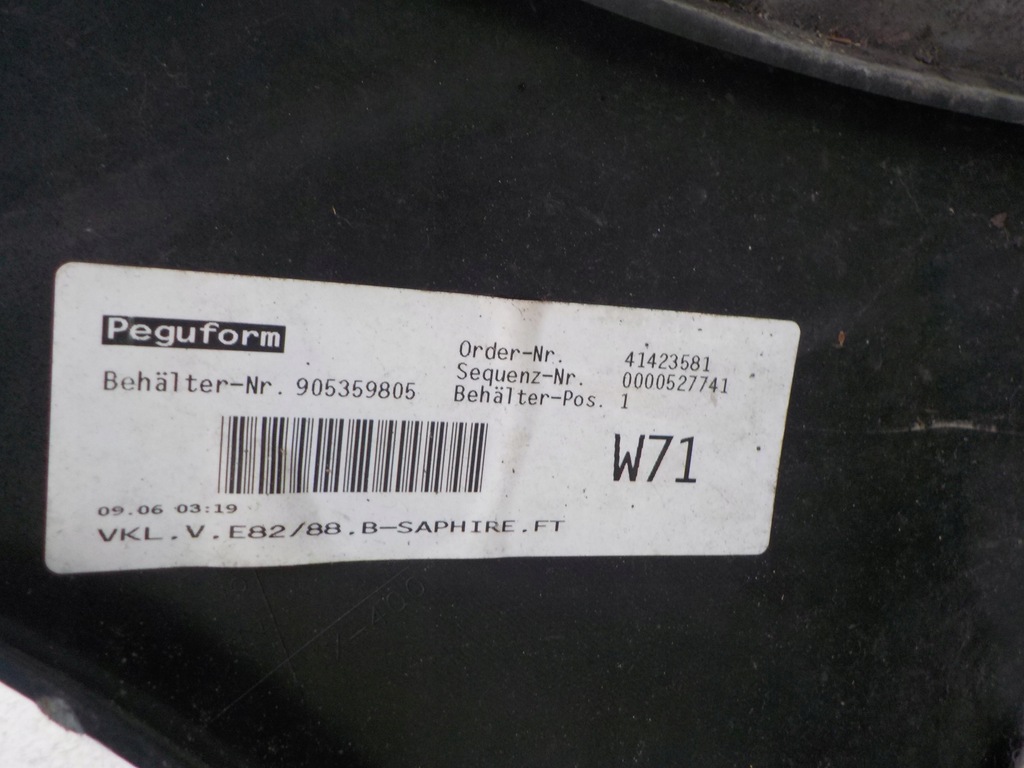 Peguform
Behälter-Nr. 905359805
Order-Nr. 41423581
Sequenz-Nr. 0000527741
Behälter-Pos. 1
W71
09.06 03:19
VKL.V.E82/88.B-SAPHIRE.FT